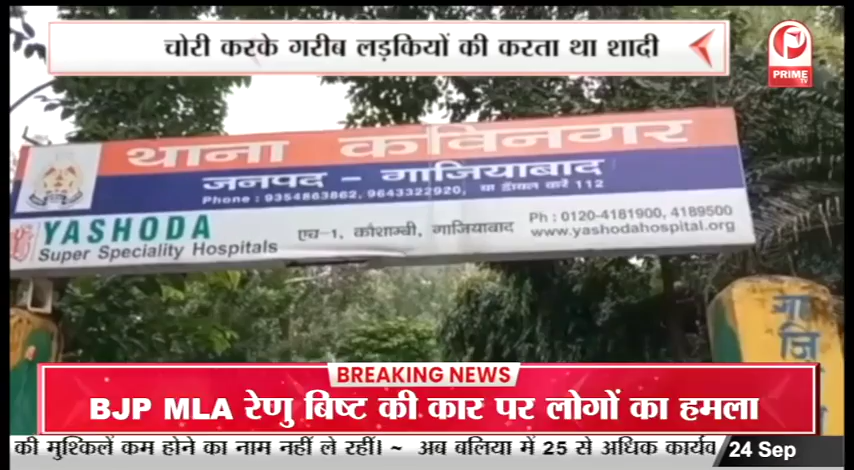 चोरी करके गरीब लड़कियों की करता था शादी
PRIME
TV
थाना कविनगर
जनपद - गाजियाबाद
Phone : 9354863862, 9643322920, या डायल करें 112
YASHODA
Super Speciality Hospitals
एच-1, कौशाम्बी, गाजियाबाद
Ph : 0120-4181900, 4189500
www.yashodahospital.org
गा
जि
BREAKING NEWS
BJP MLA रेणु बिष्ट की कार पर लोगों का हमला
की मुश्किलें कम होने का नाम नहीं ले रहीं। ~ अब बलिया में 25 से अधिक कार्यव
24 Sep